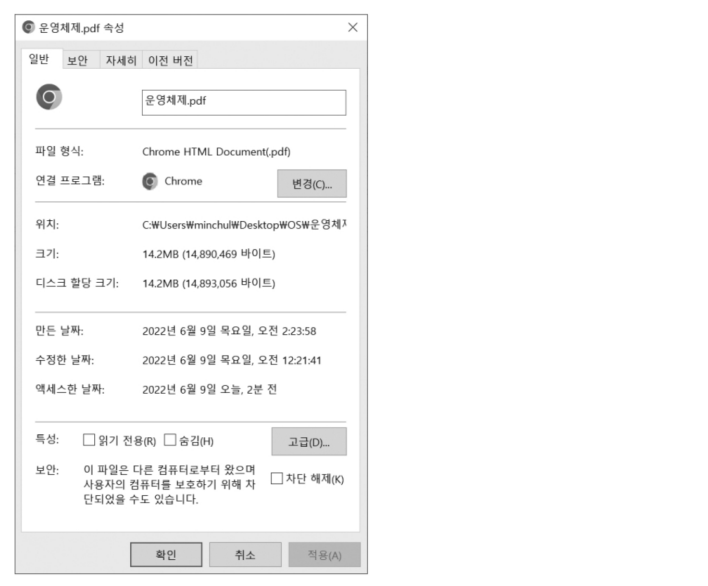 운영체제.pdf 속성
일반 보안 자세히 이전 버전
운영체제.pdf
파일 형식: Chrome HTML Document(.pdf)
연결 프로그램: Chrome 변경(C)...
위치: C:₩Users₩minchul₩Desktop₩OS₩운영체제
크기: 14.2MB (14,890,469 바이트)
디스크 할당 크기: 14.2MB (14,893,056 바이트)
만든 날짜: 2022년 6월 9일 목요일, 오전 2:23:58
수정한 날짜: 2022년 6월 9일 목요일, 오전 12:21:41
액세스한 날짜: 2022년 6월 9일 오늘, 2분 전
특성: 읽기 전용(R) 숨김(H) 고급(D)...
보안: 이 파일은 다른 컴퓨터로부터 왔으며
사용자의 컴퓨터를 보호하기 위해 차 차단 해제(K)
단되었을 수도 있습니다.
확인 취소 적용(A)